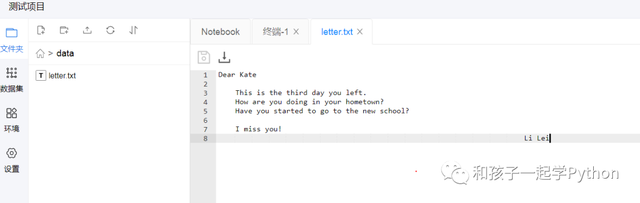 测试项目
文件夹
数据集
环境
设置
> data
letter.txt
Notebook
终端-1 ×
letter.txt ×
1 Dear Kate
2
3 This is the third day you left.
4 How are you doing in your hometown?
5 Have you started to go to the new school?
6
7 I miss you!
8 Li Lei
和孩子一起学Python